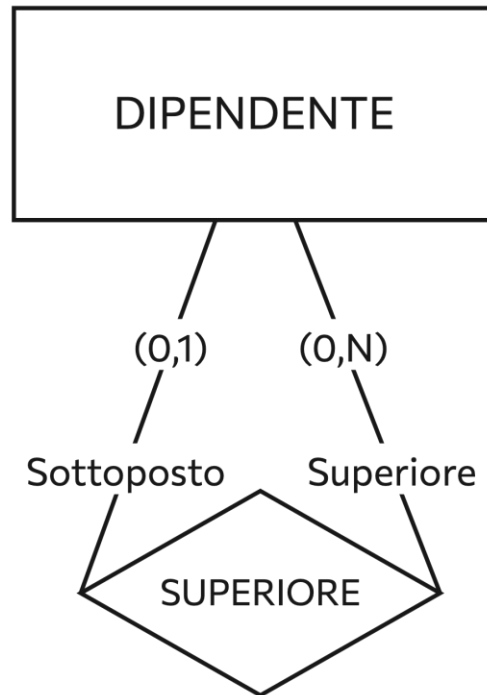 DIPENDENTE
(0,1) (0,N)
Sottoposto Superiore
SUPERIORE